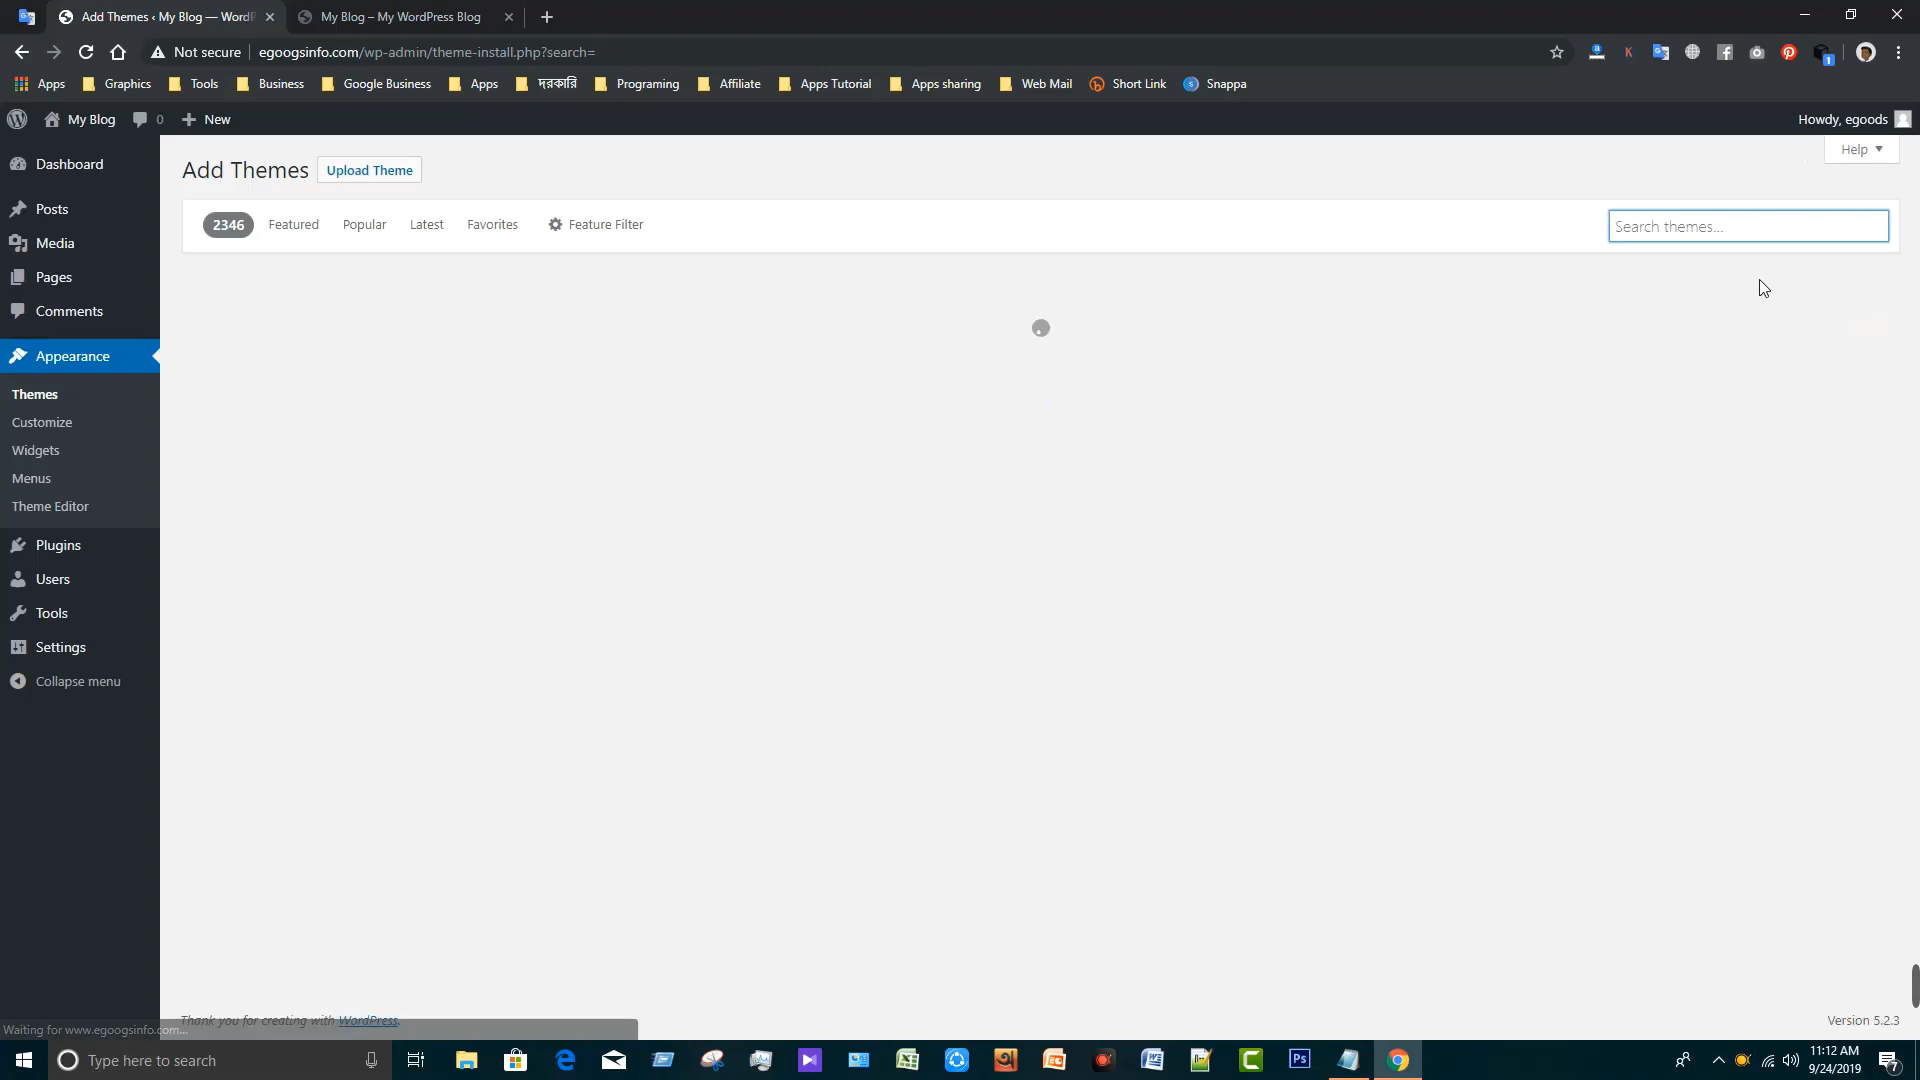 Add Themes ‹ My Blog — WordP
My Blog – My WordPress Blog
Not secure
egoogsinfo.com/wp-admin/theme-install.php?search=
Apps
Graphics
Tools
Business
Google Business
Apps
দরকারি
Programing
Affiliate
Apps Tutorial
Apps sharing
Web Mail
Short Link
Snappa
My Blog
0
New
Howdy, egoods
Dashboard
Posts
Media
Pages
Comments
Appearance
Themes
Customize
Widgets
Menus
Theme Editor
Plugins
Users
Tools
Settings
Collapse menu
Help
Add Themes
Upload Theme
2346
Featured
Popular
Latest
Favorites
Feature Filter
Search themes...
Thank you for creating with WordPress.
Version 5.2.3
Waiting for www.egoogsinfo.com...
Type here to search
11:12 AM
9/24/2019
7